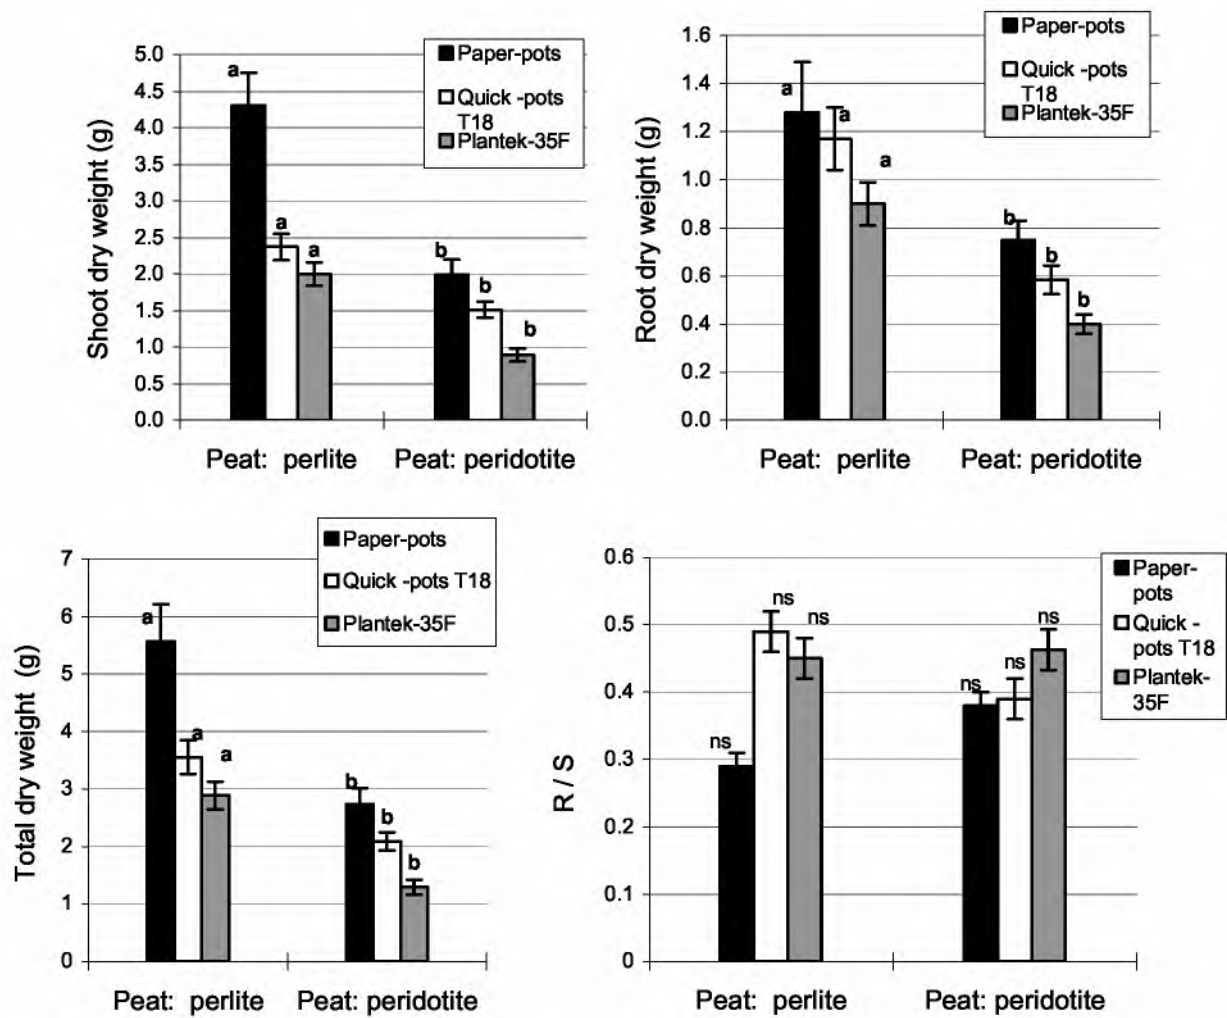 Shoot dry weight (g)
5.0
4.5
4.0
3.5
3.0
2.5
2.0
1.5
1.0
0.5
0.0
a
a
a
b
b
b
Paper-pots
Quick -pots
T18
Plantek-35F
Peat: perlite
Peat: peridotite
Root dry weight (g)
1.6
1.4
1.2
1.0
0.8
0.6
0.4
0.2
0.0
a
a
a
b
b
b
Paper-pots
Quick -pots
T18
Plantek-35F
Peat: perlite
Peat: peridotite
Total dry weight (g)
7
6
5
4
3
2
1
0
a
a
a
b
b
b
Paper-pots
Quick -pots T18
Plantek-35F
Peat: perlite
Peat: peridotite
R / S
0.6
0.5
0.4
0.3
0.2
0.1
0
ns
ns
ns
ns
ns
ns
Paper-
pots
Quick -
pots T18
Plantek-
35F
Peat: perlite
Peat: peridotite